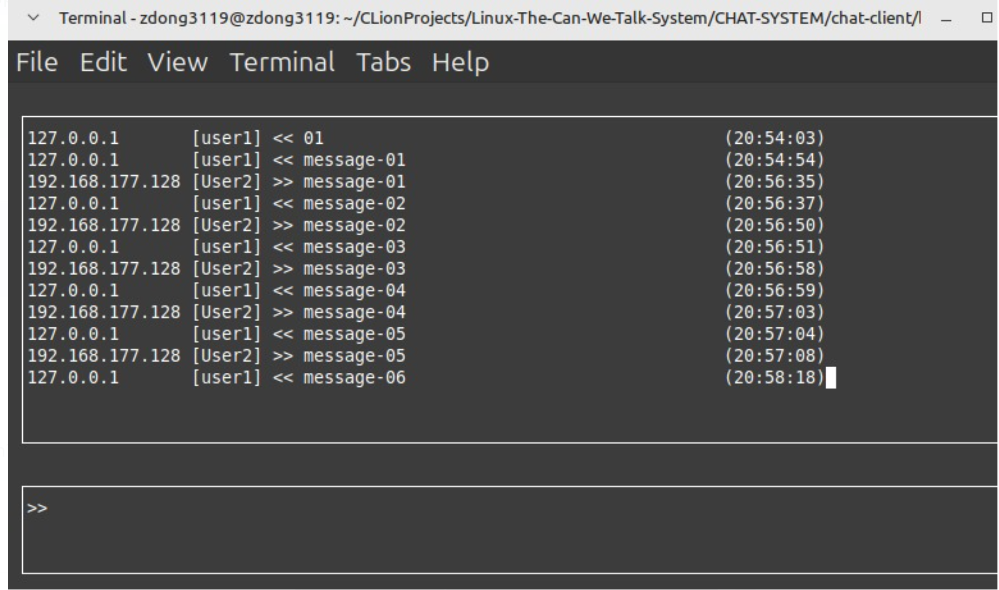 Terminal - zdong3119@zdong3119: ~/CLionProjects/Linux-The-Can-We-Talk-System/CHAT-SYSTEM/chat-client/
File Edit View Terminal Tabs Help
127.0.0.1 [user1] << 01 (20:54:03)
127.0.0.1 [user1] << message-01 (20:54:54)
192.168.177.128 [User2] >> message-01 (20:56:35)
127.0.0.1 [user1] << message-02 (20:56:37)
192.168.177.128 [User2] >> message-02 (20:56:50)
127.0.0.1 [user1] << message-03 (20:56:51)
192.168.177.128 [User2] >> message-03 (20:56:58)
127.0.0.1 [user1] << message-04 (20:56:59)
192.168.177.128 [User2] >> message-04 (20:57:03)
127.0.0.1 [user1] << message-05 (20:57:04)
192.168.177.128 [User2] >> message-05 (20:57:08)
127.0.0.1 [user1] << message-06 (20:58:18)
>>